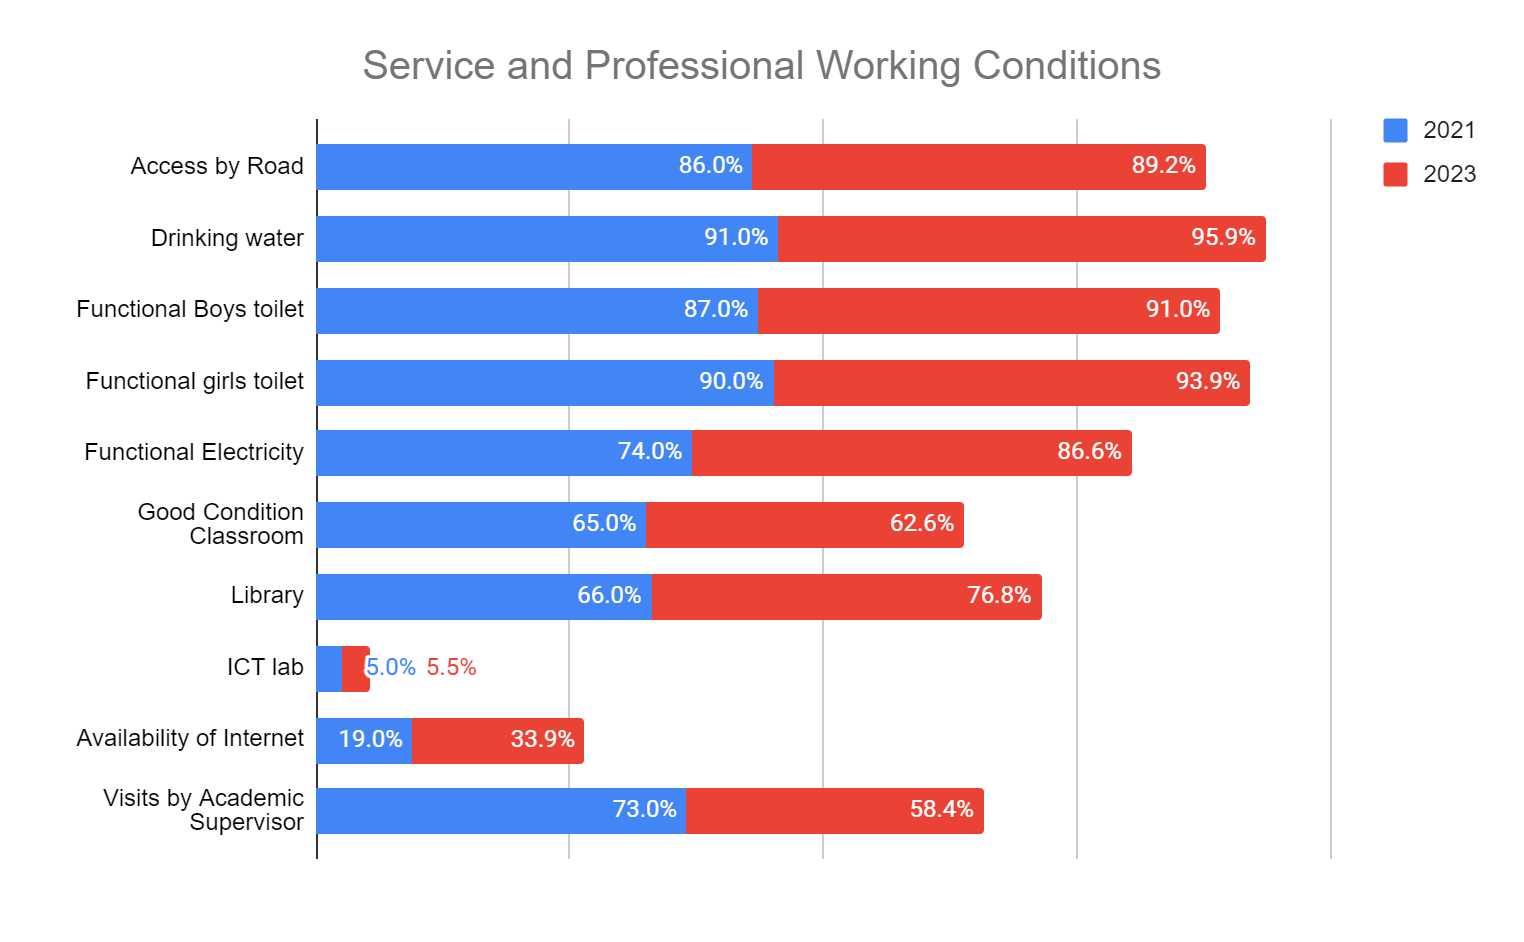 Service and Professional Working Conditions
2021
2023
Access by Road
86.0%
89.2%
Drinking water
91.0%
95.9%
Functional Boys toilet
87.0%
91.0%
Functional girls toilet
90.0%
93.9%
Functional Electricity
74.0%
86.6%
Good Condition
Classroom
65.0%
62.6%
Library
66.0%
76.8%
ICT lab
5.0%
5.5%
Availability of Internet
19.0%
33.9%
Visits by Academic
Supervisor
73.0%
58.4%